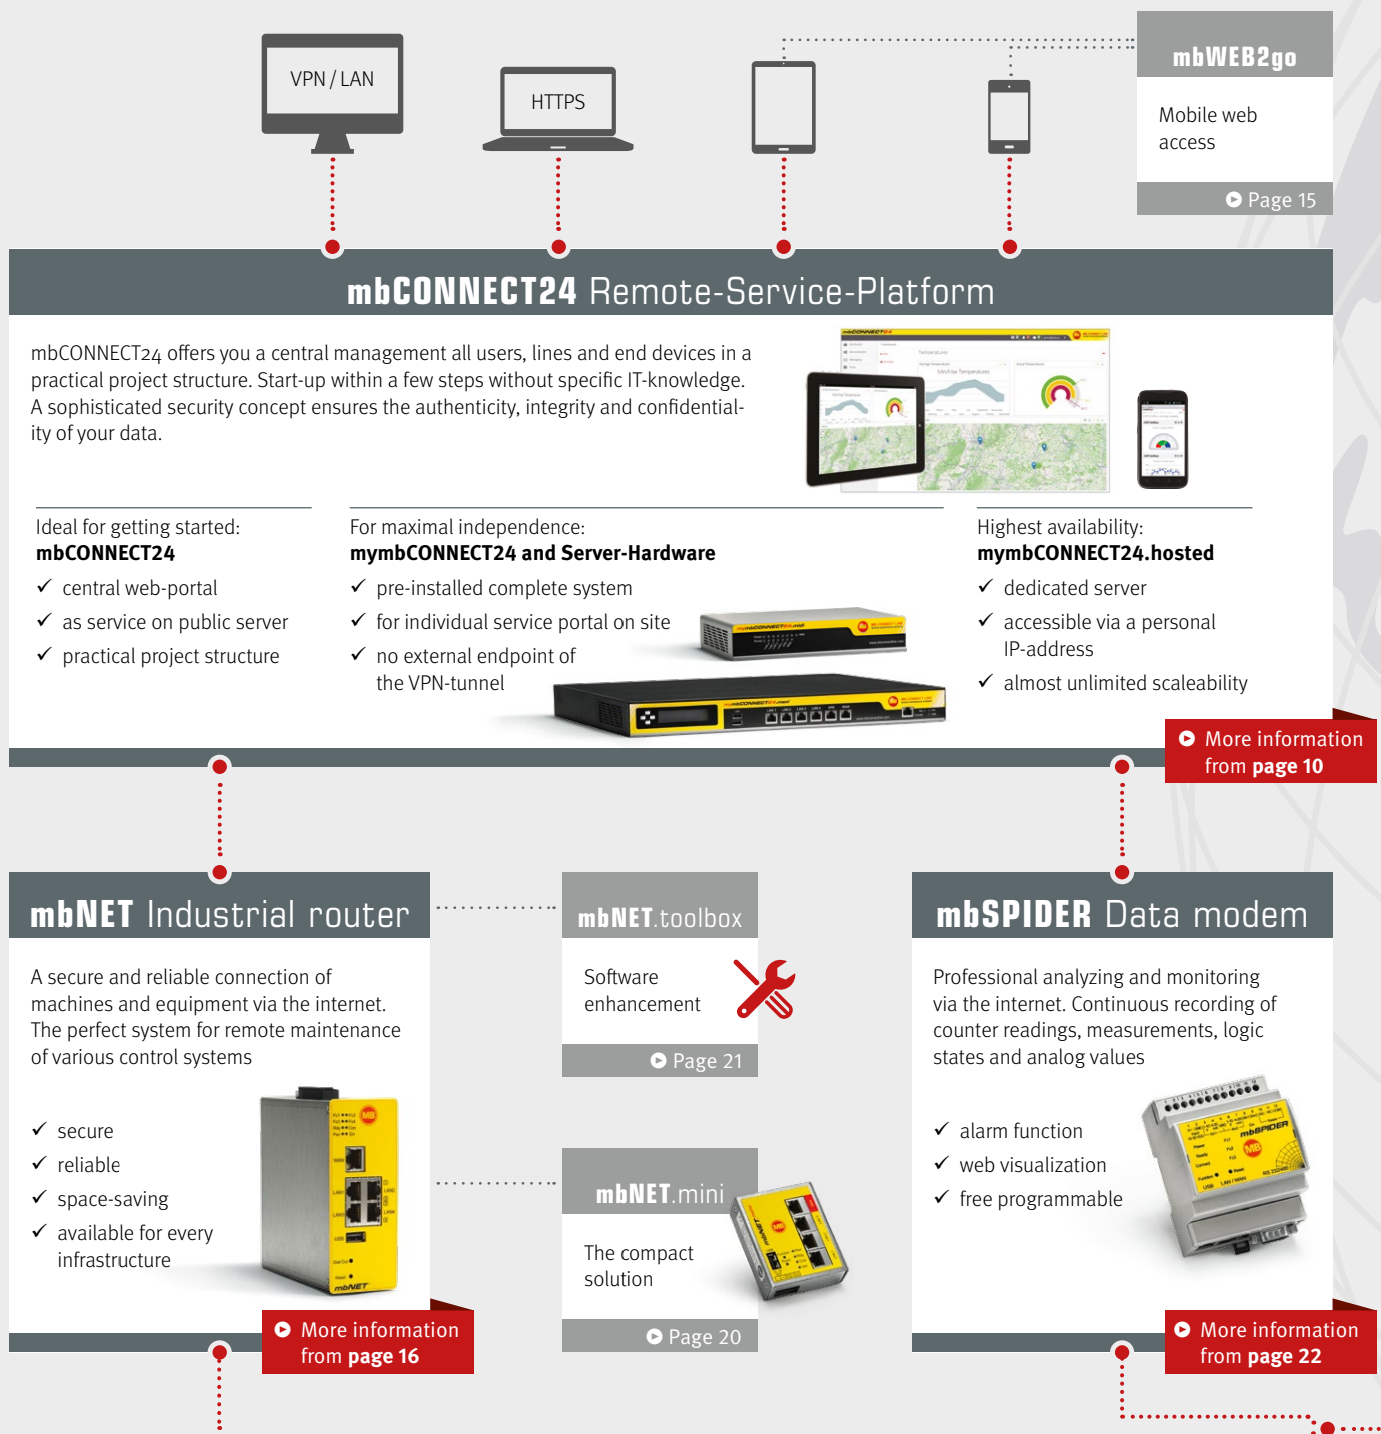 mbWEB2go
VPN / LAN
HTTPS
Mobile web
access
Page 15
mbCONNECT24 Remote-Service-Platform
mbCONNECT24 offers you a central management all users, lines and end devices in a
practical project structure. Start-up within a few steps without specific IT-knowledge.
A sophisticated security concept ensures the authenticity, integrity and confidential-
ity of your data.
Ideal for getting started:
mbCONNECT24
✓ central web-portal
✓ as service on public server
✓ practical project structure
For maximal independence:
mymbCONNECT24 and Server-Hardware
✓ pre-installed complete system
✓ for individual service portal on site
✓ no external endpoint of
the VPN-tunnel
Highest availability:
mymbCONNECT24.hosted
✓ dedicated server
✓ accessible via a personal
IP-address
✓ almost unlimited scaleability
More information
from page 10
mbNET Industrial router
A secure and reliable connection of
machines and equipment via the internet.
The perfect system for remote maintenance
of various control systems
✓ secure
✓ reliable
✓ space-saving
✓ available for every
infrastructure
MB
mbNET
More information
from page 16
mbNET.toolbox
Software
enhancement
Page 21
mbNET.mini
The compact
solution
Page 20
mbSPIDER Data modem
Professional analyzing and monitoring
via the internet. Continuous recording of
counter readings, measurements, logic
states and analog values
✓ alarm function
✓ web visualization
✓ free programmable
mbSPIDER
MB
USB LAN / WAN
More information
from page 22